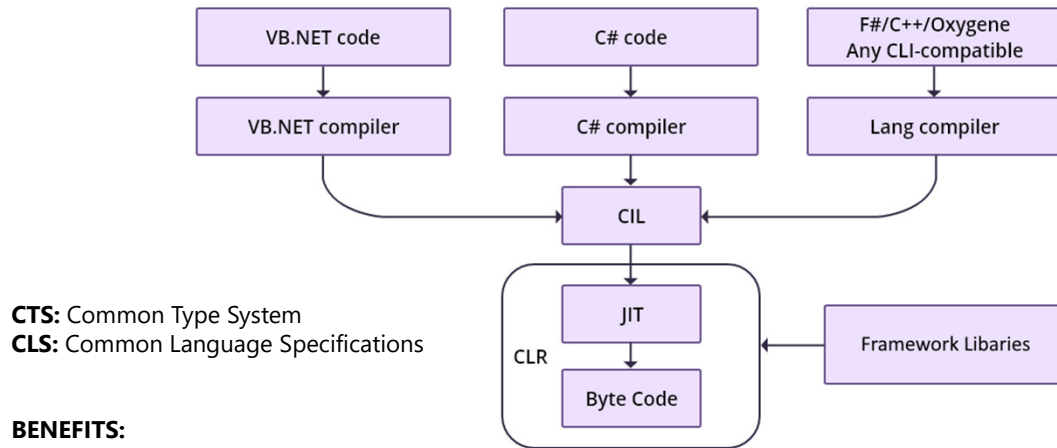 VB.NET code
C# code
F#/C++/Oxygene
Any CLI-compatible
VB.NET compiler
C# compiler
Lang compiler
CIL
CTS: Common Type System
CLS: Common Language Specifications
JIT
CLR
Framework Libaries
Byte Code
BENEFITS: